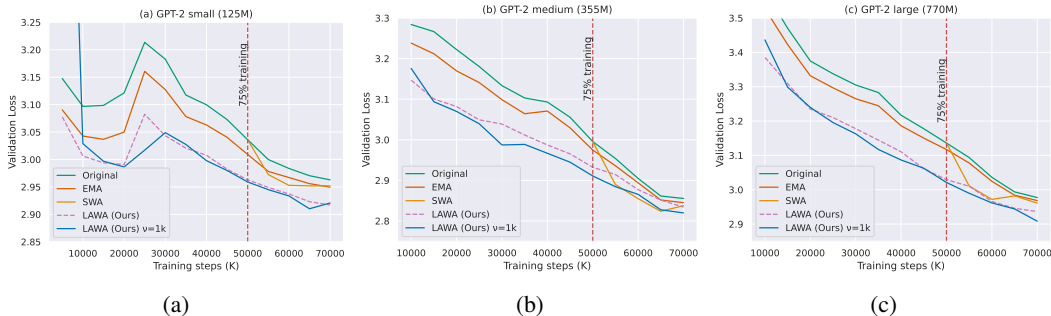 (a) GPT-2 small (125M)
3.25
3.20
3.15
3.10
3.05
3.00
2.95
2.90
2.85
Validation Loss
75% training
Original
EMA
SWA
LAWA (Ours)
LAWA (Ours) ν=1k
10000 20000 30000 40000 50000 60000 70000
Training steps (K)
(a)
(b) GPT-2 medium (355M)
3.3
3.2
3.1
3.0
2.9
2.8
Validation Loss
75% training
Original
EMA
SWA
LAWA (Ours)
LAWA (Ours) ν=1k
10000 20000 30000 40000 50000 60000 70000
Training steps (K)
(b)
(c) GPT-2 large (770M)
3.5
3.4
3.3
3.2
3.1
3.0
2.9
Validation Loss
75% training
Original
EMA
SWA
LAWA (Ours)
LAWA (Ours) ν=1k
10000 20000 30000 40000 50000 60000 70000
Training steps (K)
(c)